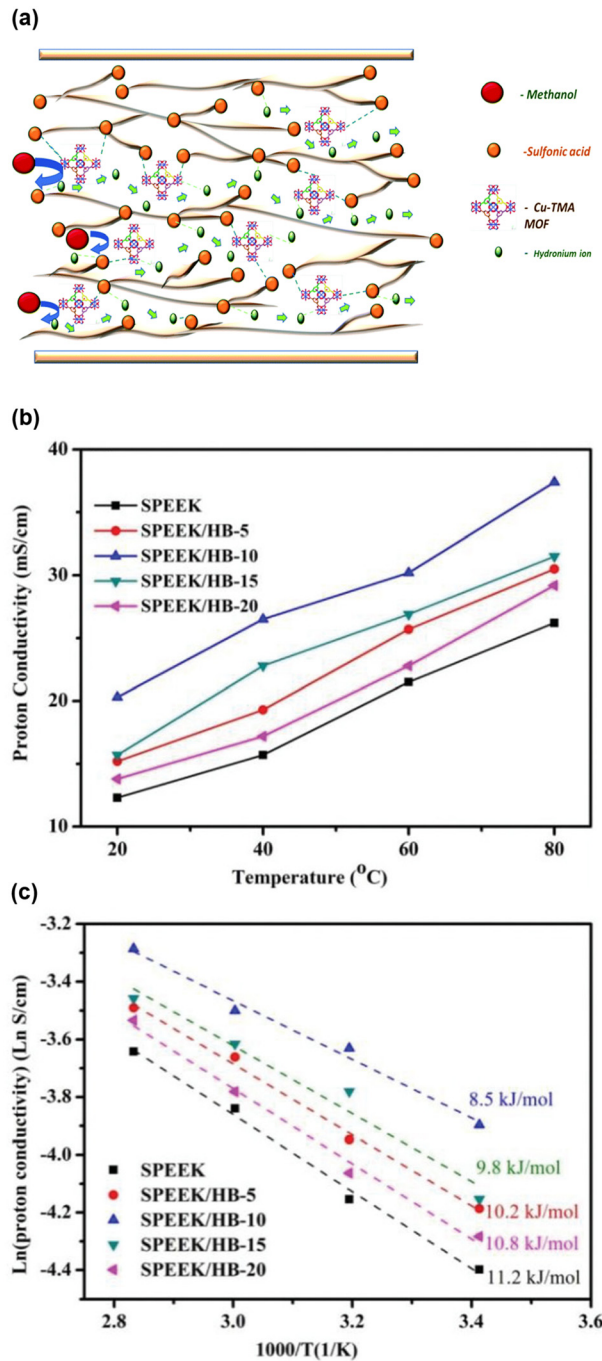 (a)
- Methanol
-Sulfonic acid
- Cu-TMA
MOF
- Hydronium ion
(b)
40
30
20
10
Proton Conductivity (mS/cm)
SPEEK
SPEEK/HB-5
SPEEK/HB-10
SPEEK/HB-15
SPEEK/HB-20
20 40 60 80
Temperature (°C)
(c)
-3.2
-3.4
-3.6
-3.8
-4.0
-4.2
-4.4
Ln(proton conductivity) (Ln S/cm)
8.5 kJ/mol
9.8 kJ/mol
10.2 kJ/mol
10.8 kJ/mol
11.2 kJ/mol
SPEEK
SPEEK/HB-5
SPEEK/HB-10
SPEEK/HB-15
SPEEK/HB-20
2.8 3.0 3.2 3.4 3.6
1000/T(1/K)